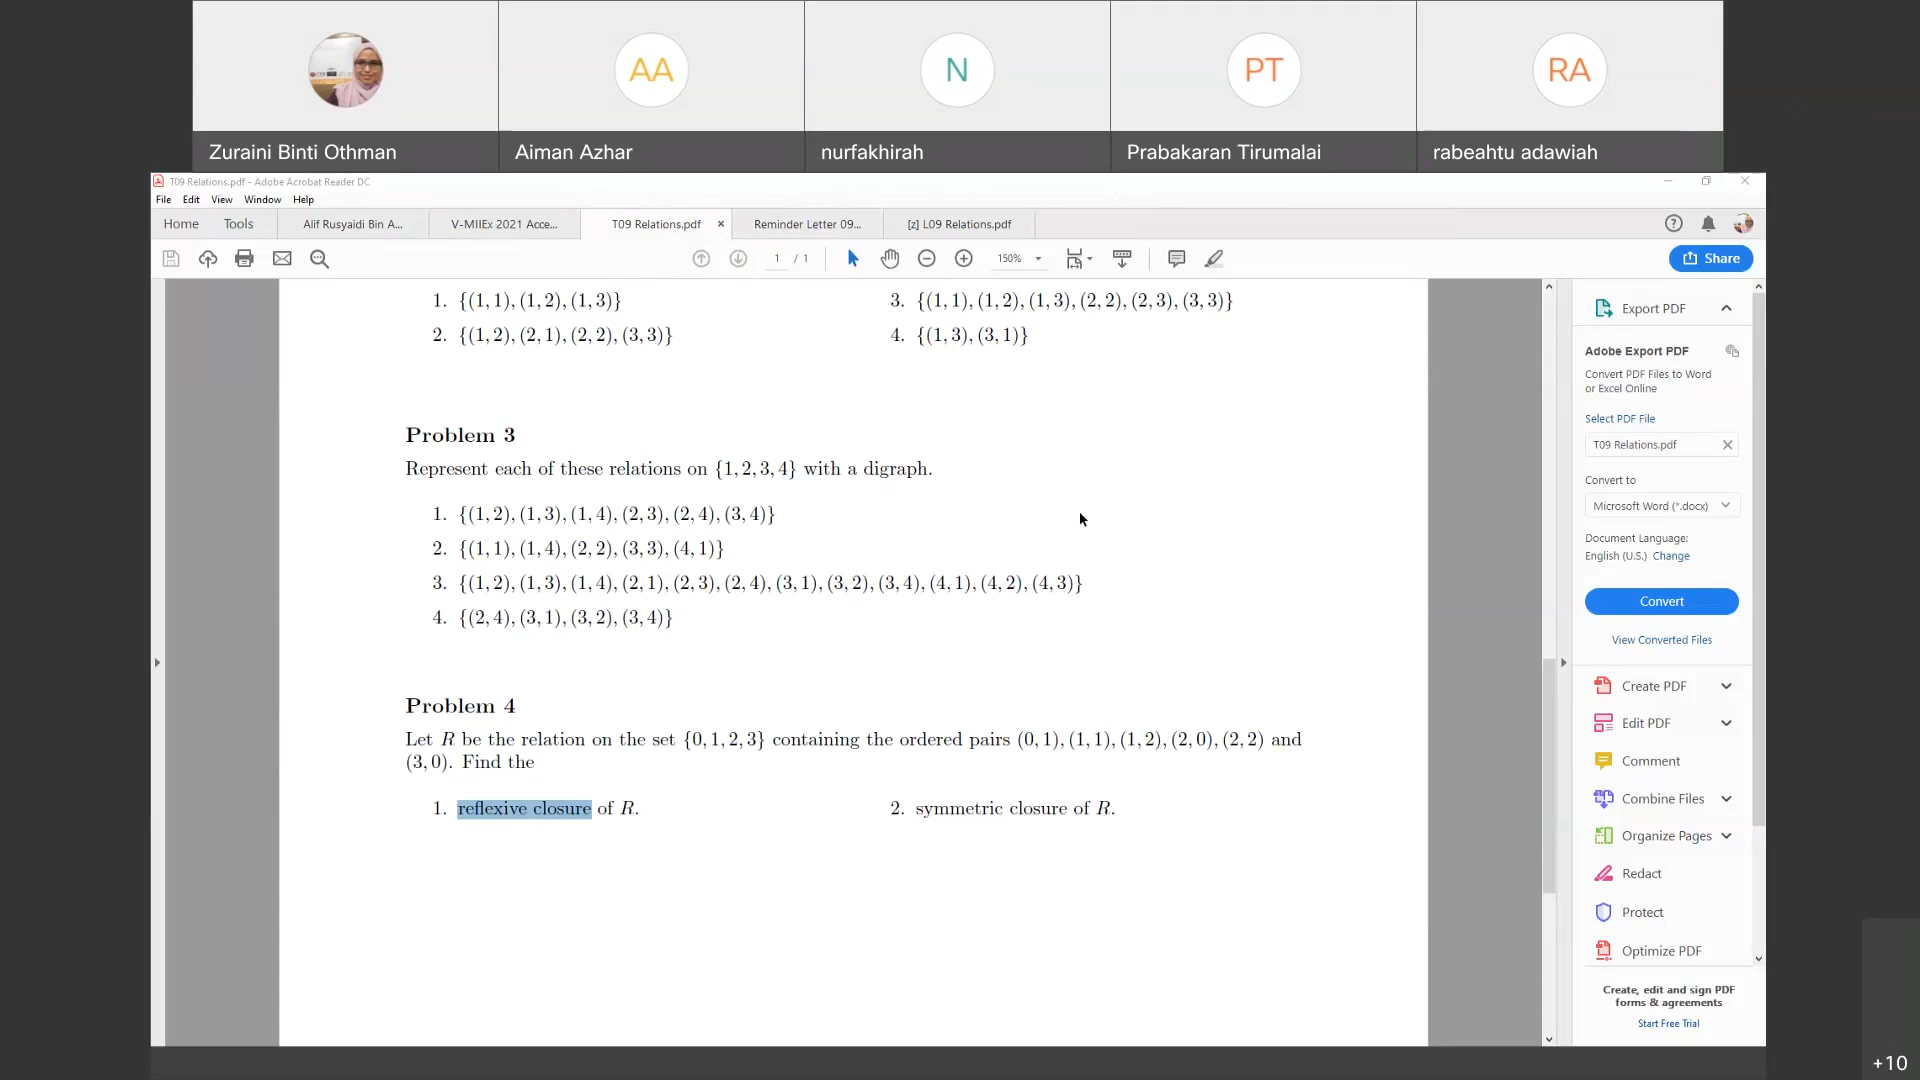 AA
N
PT
RA
Zuraini Binti Othman
Aiman Azhar
nurfakhirah
Prabakaran Tirumalai
rabeahtu adawiah
T09 Relations.pdf - Adobe Acrobat Reader DC
File Edit View Window Help
Home Tools Alif Rusyaidi Bin A... V-MIIEx 2021 Acce... T09 Relations.pdf Reminder Letter 09... [z] L09 Relations.pdf
1 / 1 150% Share
1. {(1, 1), (1, 2), (1, 3)}
2. {(1, 2), (2, 1), (2, 2), (3, 3)}
3. {(1, 1), (1, 2), (1, 3), (2, 2), (2, 3), (3, 3)}
4. {(1, 3), (3, 1)}
Problem 3
Represent each of these relations on {1, 2, 3, 4} with a digraph.
1. {(1, 2), (1, 3), (1, 4), (2, 3), (2, 4), (3, 4)}
2. {(1, 1), (1, 4), (2, 2), (3, 3), (4, 1)}
3. {(1, 2), (1, 3), (1, 4), (2, 1), (2, 3), (2, 4), (3, 1), (3, 2), (3, 4), (4, 1), (4, 2), (4, 3)}
4. {(2, 4), (3, 1), (3, 2), (3, 4)}
Problem 4
Let R be the relation on the set {0, 1, 2, 3} containing the ordered pairs (0, 1), (1, 1), (1, 2), (2, 0), (2, 2) and
(3, 0). Find the
1. reflexive closure of R.
2. symmetric closure of R.
Export PDF
Adobe Export PDF
Convert PDF Files to Word
or Excel Online
Select PDF File
T09 Relations.pdf
Convert to
Microsoft Word (*.docx)
Document Language:
English (U.S.) Change
Convert
View Converted Files
Create PDF
Edit PDF
Comment
Combine Files
Organize Pages
Redact
Protect
Optimize PDF
Create, edit and sign PDF
forms & agreements
Start Free Trial
+10